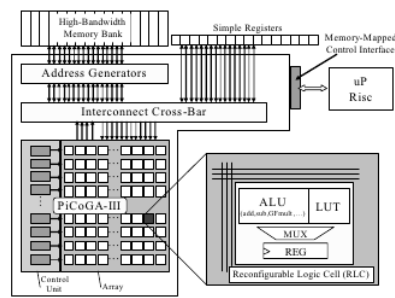 High-Bandwidth
Memory Bank
Simple Registers
Memory-Mapped
Control Interface
Address Generators
uP
Risc
Interconnect Cross-Bar
PiCoGA-III
ALU
(add,sub,GFmult ,...)
LUT
MUX
REG
Reconfigurable Logic Cell (RLC)
Control
Unit
Array